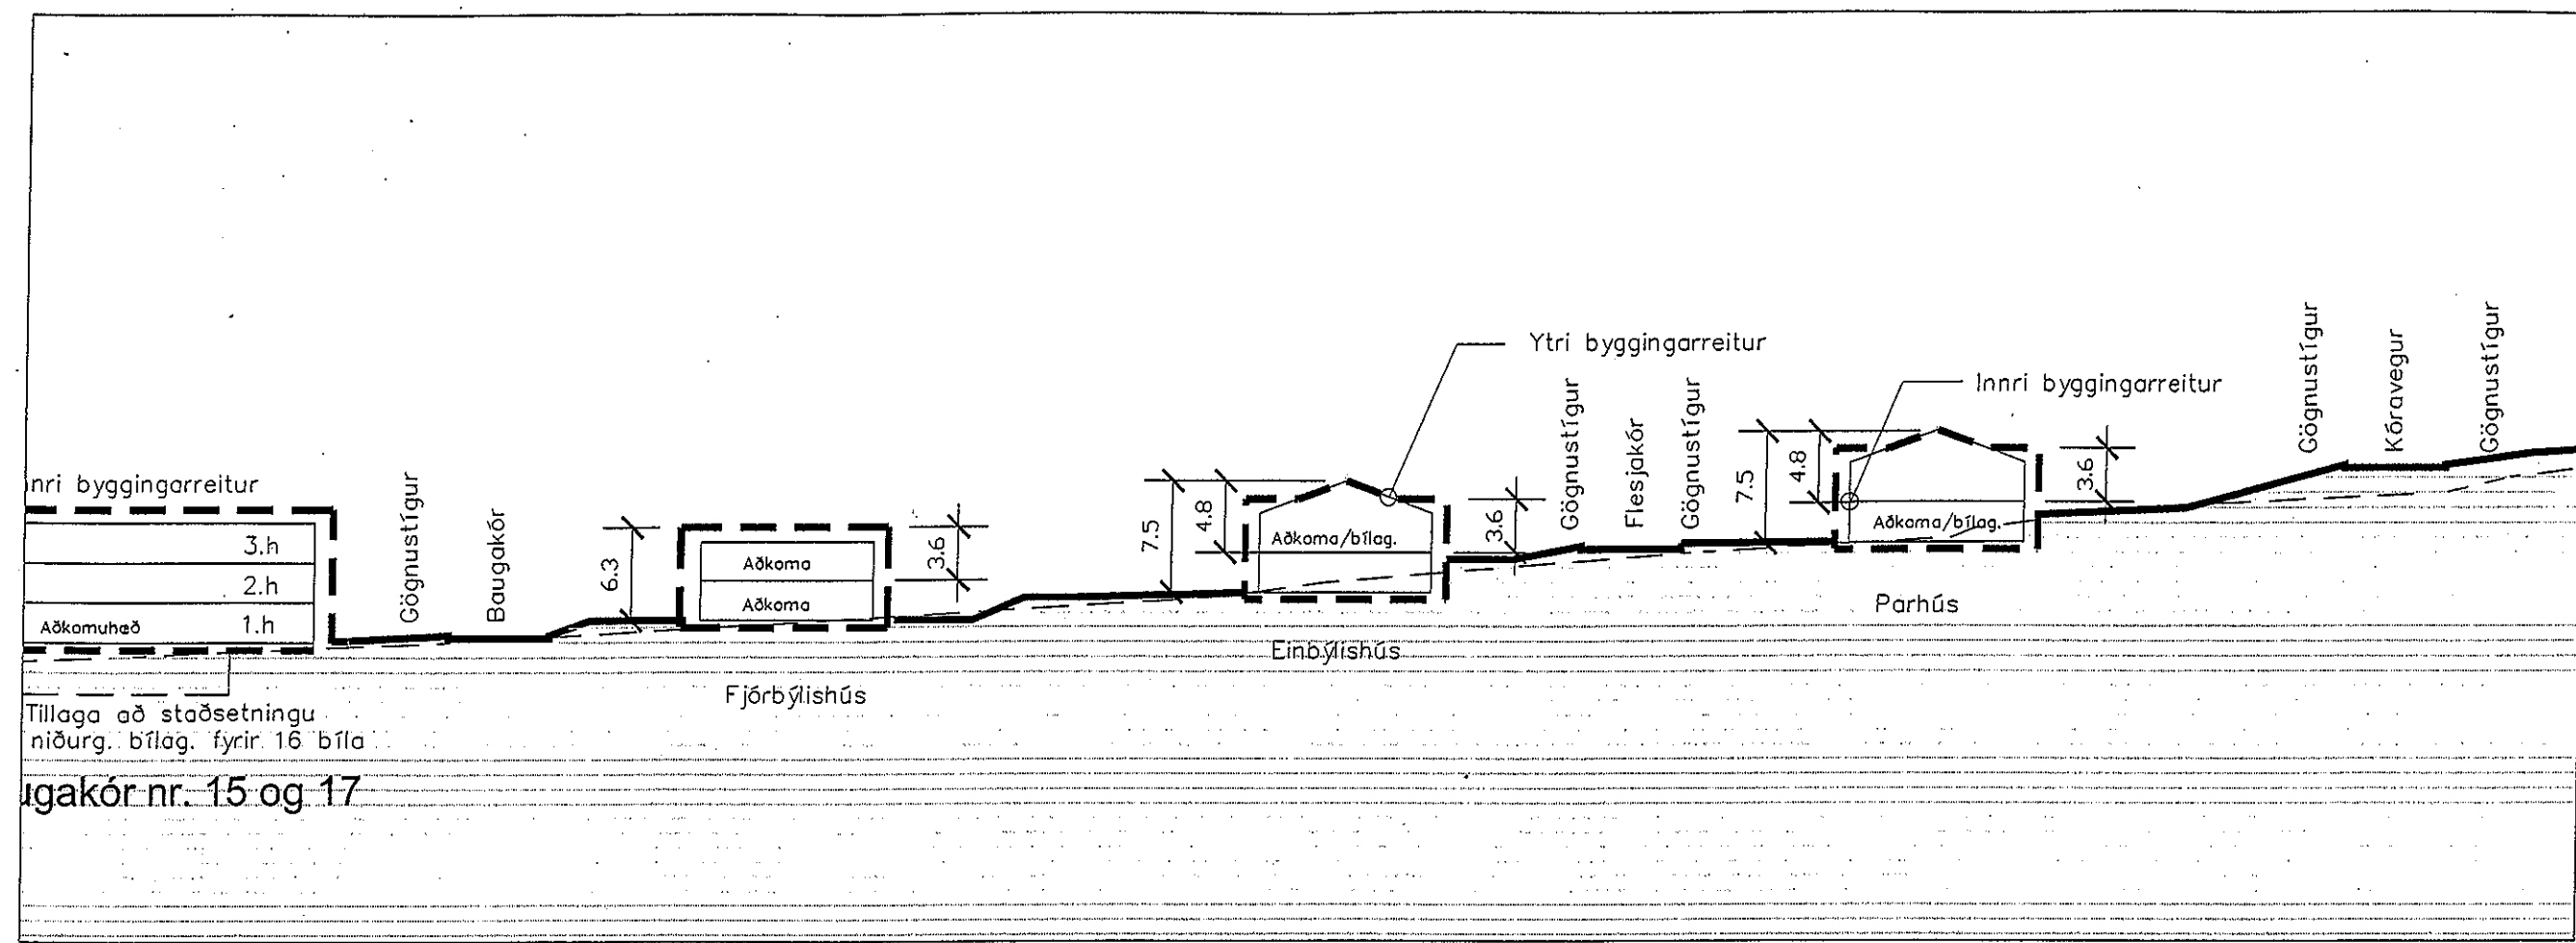 nri byggingarreitur
3.h
2.h
Aðkomuhæð 1.h
Tillaga að staðsetningu
niðurg. bílag. fyrir 16 bíla
ugakór nr. 15 og 17
Gögnustígur
Baugakór
6.3
Aðkoma
Aðkoma
3.6
Fjórbýlishús
7.5
4.8
Aðkoma/bílag.
3.6
Einbýlishús
Ytri byggingarreitur
Gögnustígur
Flesjakór
Gögnustígur
7.5
4.8
Innri byggingarreitur
Aðkoma/bílag.
3.6
Parhús
Gögnustígur
Kóravegur
Gögnustígur